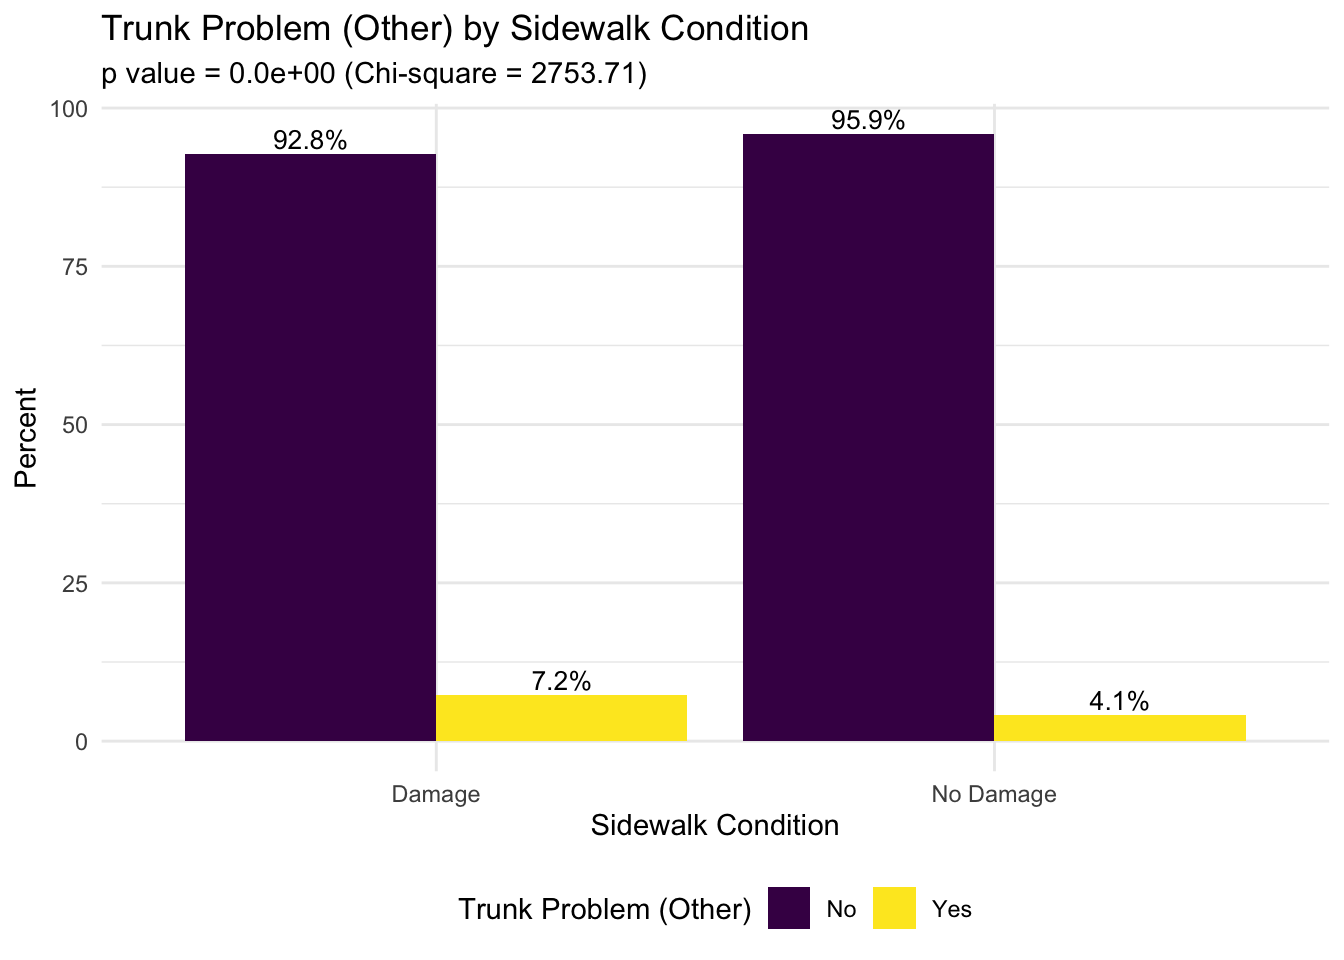 Trunk Problem (Other) by Sidewalk Condition
p value = 0.0e+00 (Chi-square = 2753.71)
100
75
50
25
0
Percent
92.8%
7.2%
95.9%
4.1%
Damage
No Damage
Sidewalk Condition
Trunk Problem (Other)
No
Yes